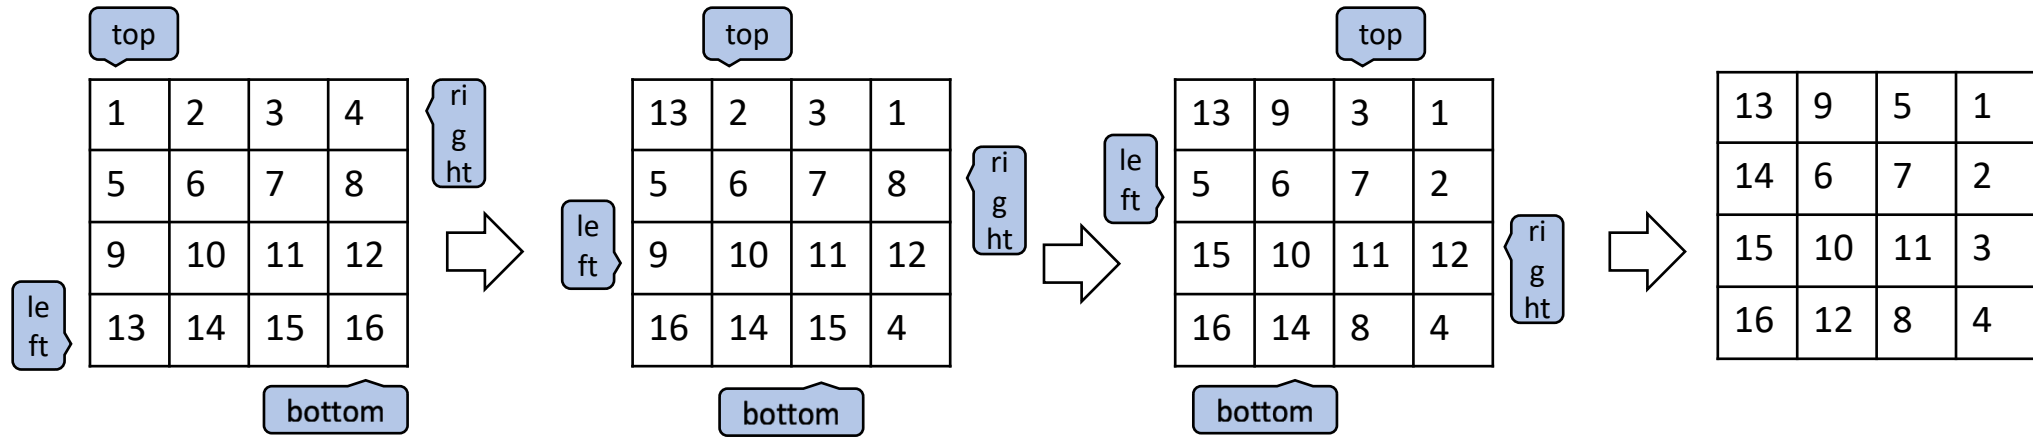 top
1 2 3 4
5 6 7 8
9 10 11 12
13 14 15 16
ri
g
ht
le
ft
bottom
top
13 2 3 1
5 6 7 8
9 10 11 12
16 14 15 4
ri
g
ht
le
ft
bottom
top
13 9 3 1
5 6 7 2
15 10 11 12
16 14 8 4
le
ft
ri
g
ht
bottom
13 9 5 1
14 6 7 2
15 10 11 3
16 12 8 4